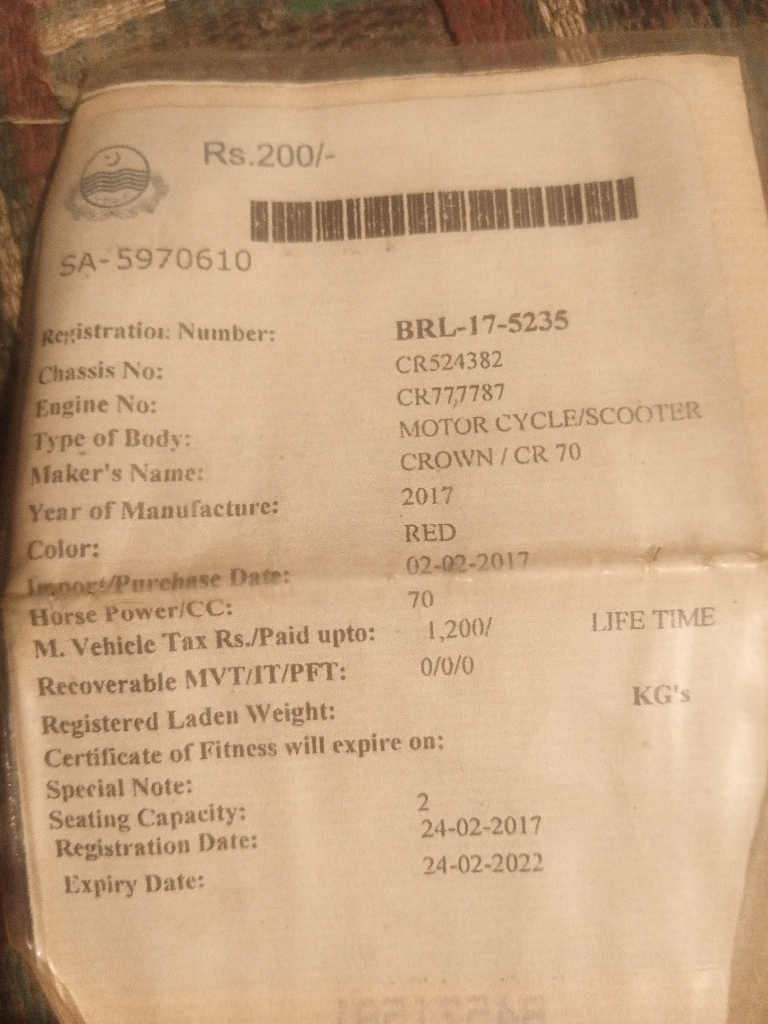 Rs.200/-
SA-5970610
Registration Number: BRL-17-5235
Chassis No: CR524382
Engine No: CR777787
Type of Body: MOTOR CYCLE/SCOOTER
Maker's Name: CROWN / CR 70
Year of Manufacture: 2017
Color: RED
Import/Purchase Date: 02-02-2017
Horse Power/CC: 70
M. Vehicle Tax Rs./Paid upto: 1,200/ LIFE TIME
Recoverable MVT/IT/PFT: 0/0/0
Registered Laden Weight: KG's
Certificate of Fitness will expire on:
Special Note:
Seating Capacity: 2
Registration Date: 24-02-2017
Expiry Date: 24-02-2022